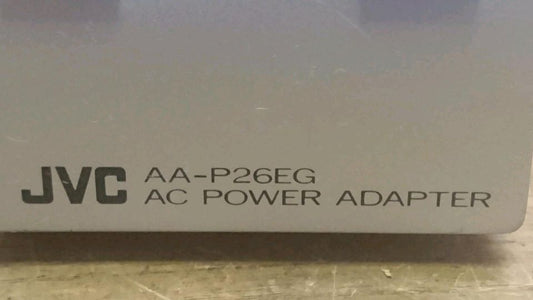 JVC AA-P26EG
AC POWER ADAPTER